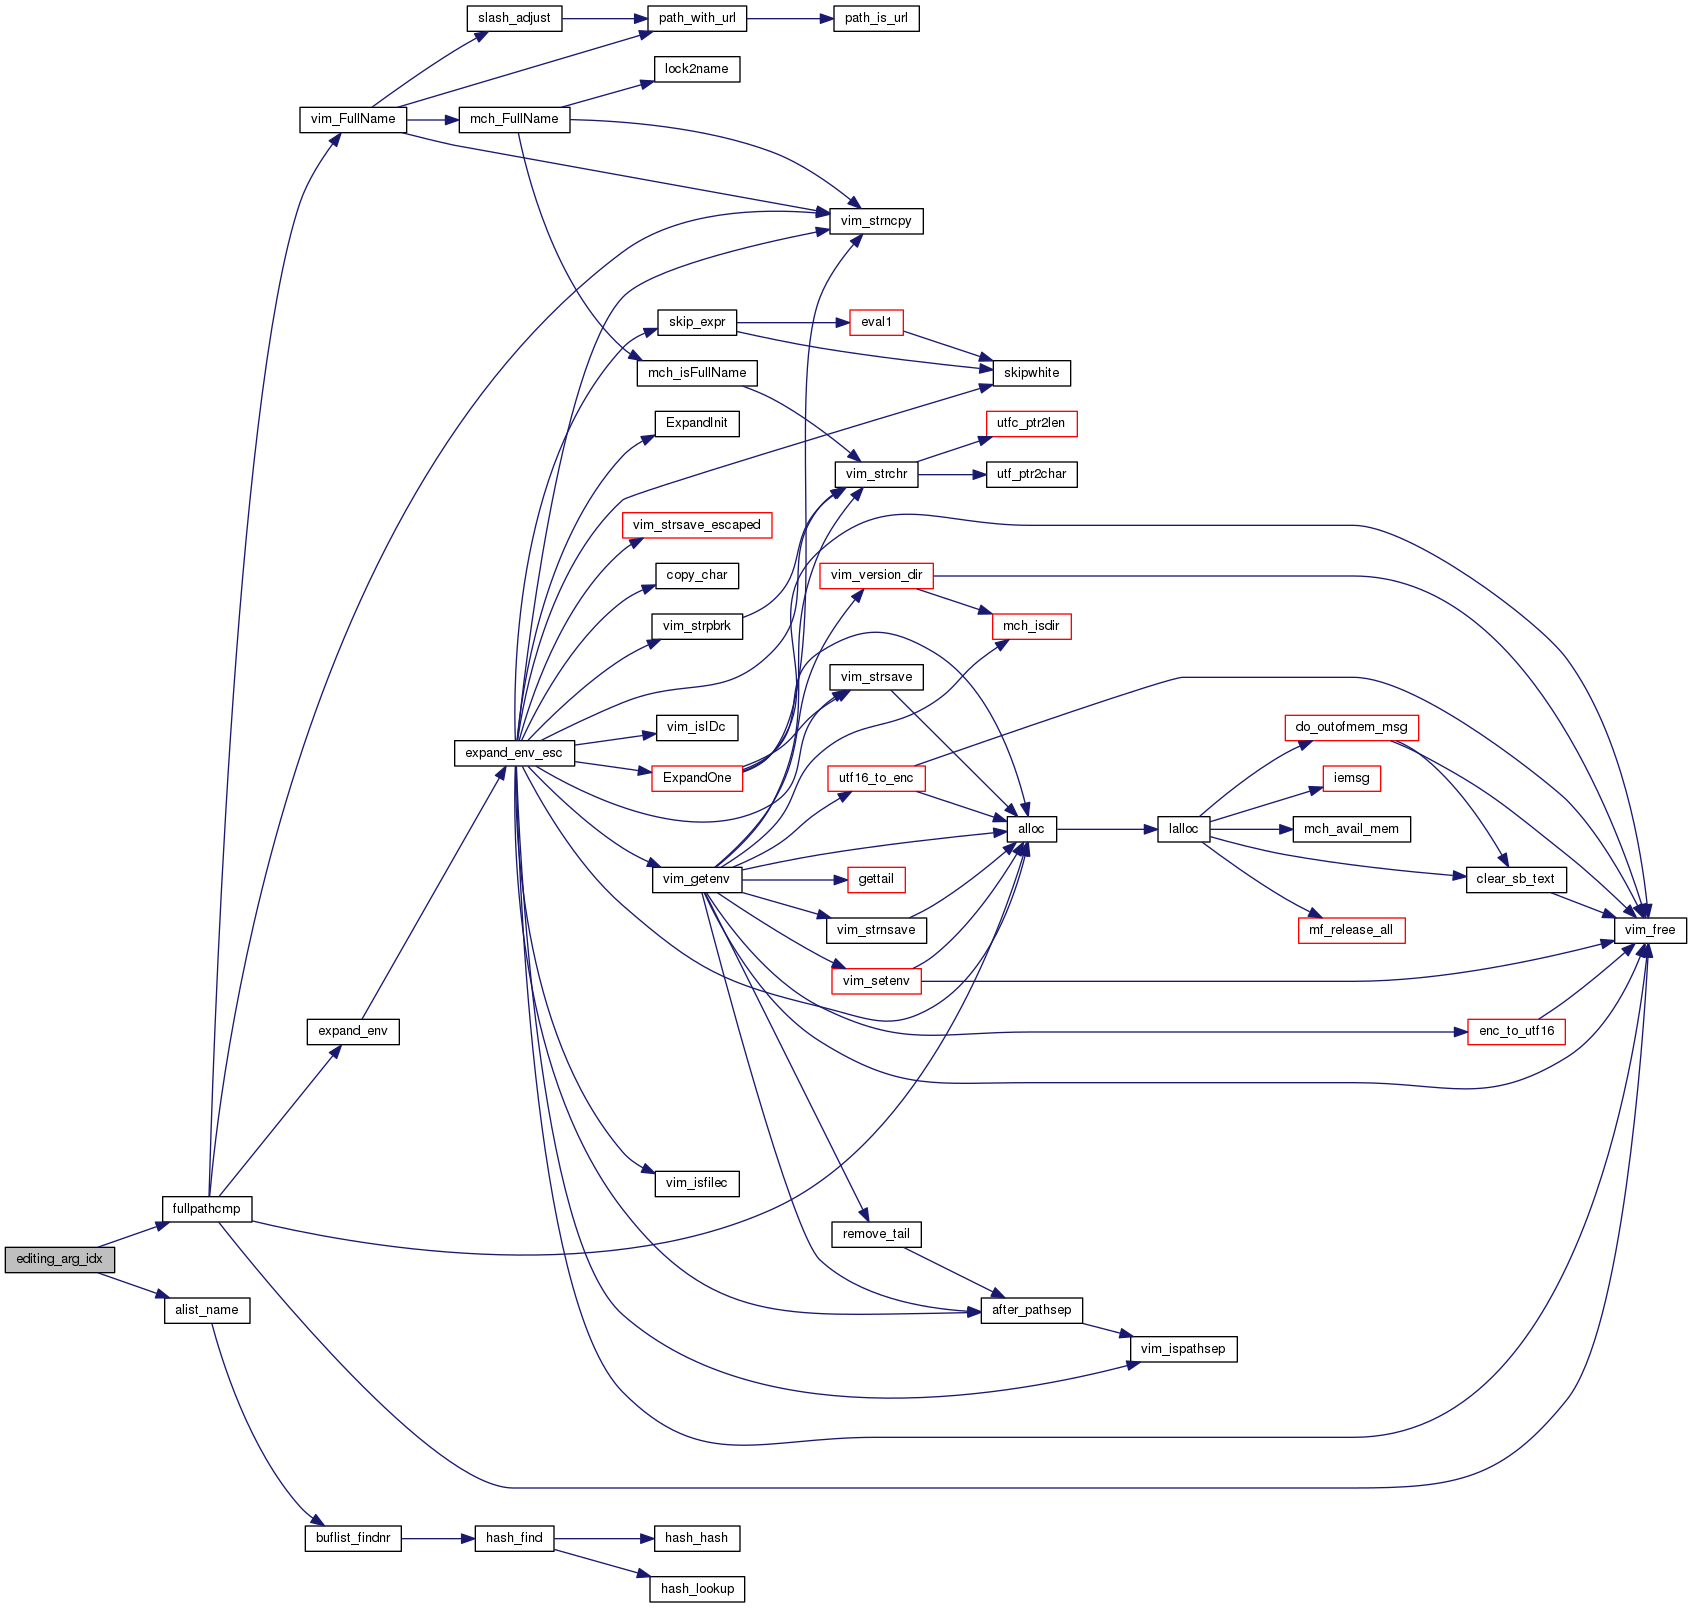 slash_adjust
path_with_url
path_is_url
lock2name
vim_FullName
mch_FullName
vim_strncpy
skip_expr
eval1
mch_isFullName
skipwhite
ExpandInit
utfc_ptr2len
vim_strchr
utf_ptr2char
vim_strsave_escaped
copy_char
vim_version_dir
vim_strpbrk
mch_isdir
vim_strsave
vim_isIDc
do_outofmem_msg
expand_env_esc
ExpandOne
utf16_to_enc
iemsg
alloc
lalloc
mch_avail_mem
vim_getenv
gettail
clear_sb_text
vim_strnsave
mf_release_all
vim_free
vim_setenv
expand_env
enc_to_utf16
vim_isfilec
fullpathcmp
remove_tail
editing_arg_idx
alist_name
after_pathsep
vim_ispathsep
buflist_findnr
hash_find
hash_hash
hash_lookup